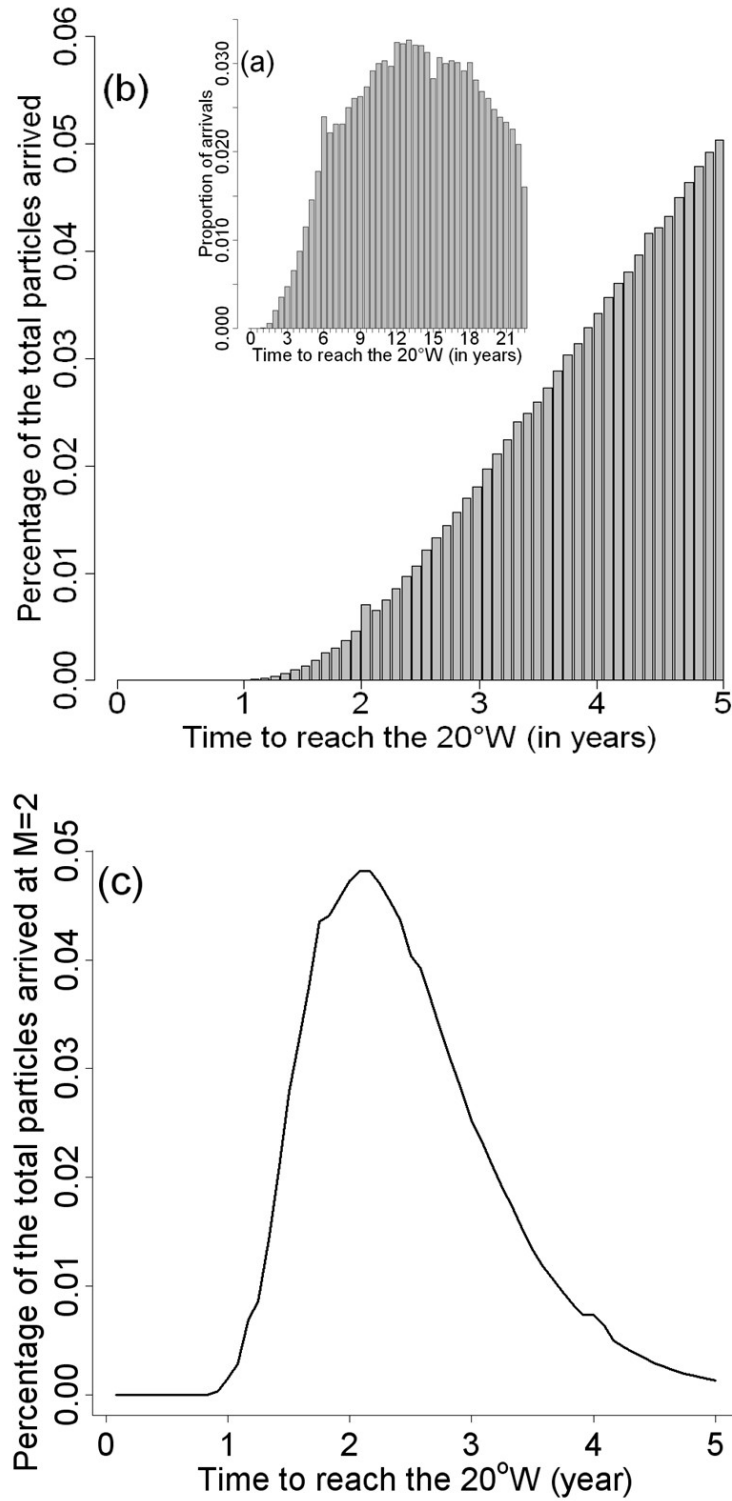 (b)
Percentage of the total particles arrived
0.06
0.05
0.04
0.03
0.02
0.01
0.00
0 1 2 3 4 5
Time to reach the 20°W (in years)
(a)
Proportion of arrivals
0.030
0.020
0.010
0.000
0 3 6 9 12 15 18 21
Time to reach the 20°W (in years)
(c)
Percentage of the total particles arrived at M=2
0.05
0.04
0.03
0.02
0.01
0.00
0 1 2 3 4 5
Time to reach the 20°W (year)